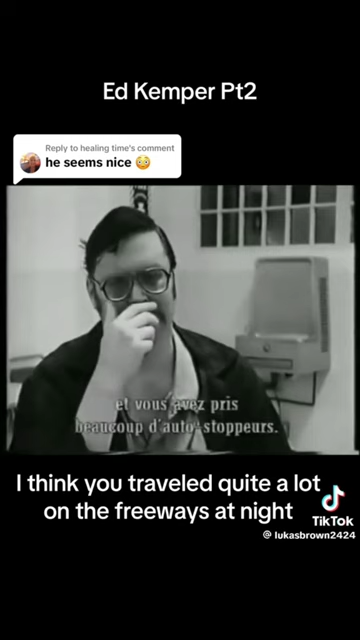 Ed Kemper Pt2
Reply to healing time's comment
he seems nice 😳
et vous avez pris
beaucoup d'auto-stoppeurs.
I think you traveled quite a lot
on the freeways at night
TikTok
@ lukasbrown2424